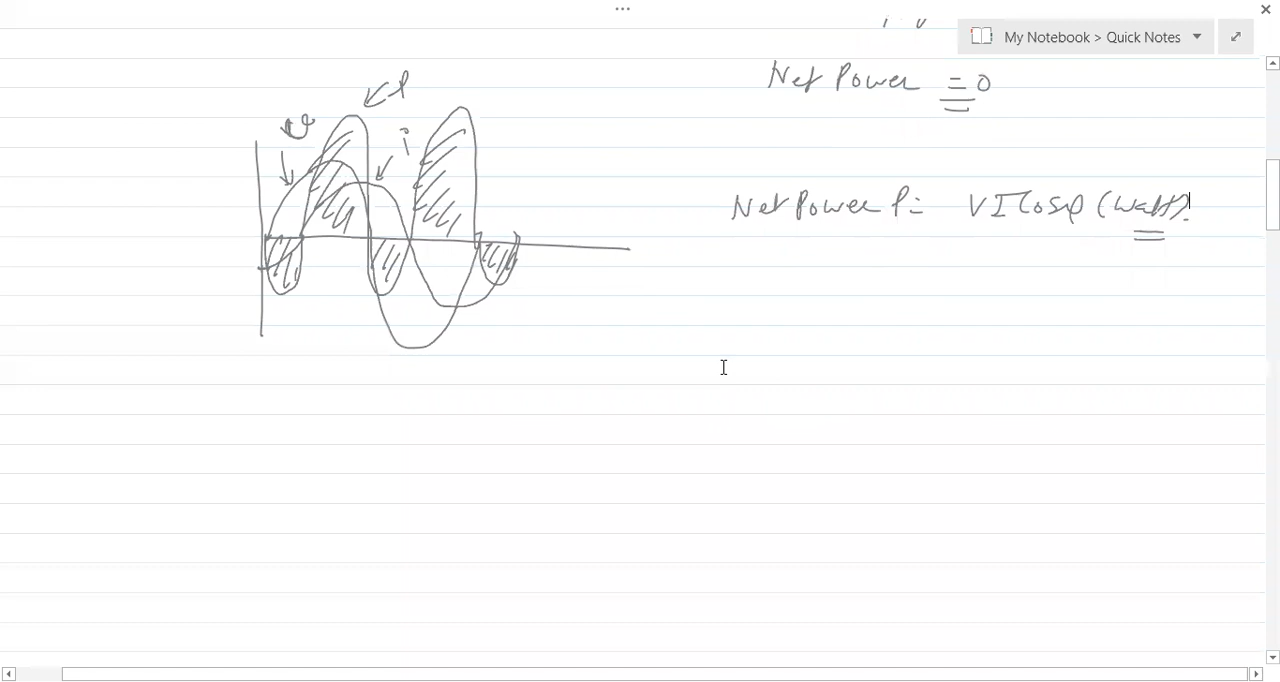 My Notebook > Quick Notes
Net Power = 0
P
v
i
Net Power P = VI Cosφ (watt).